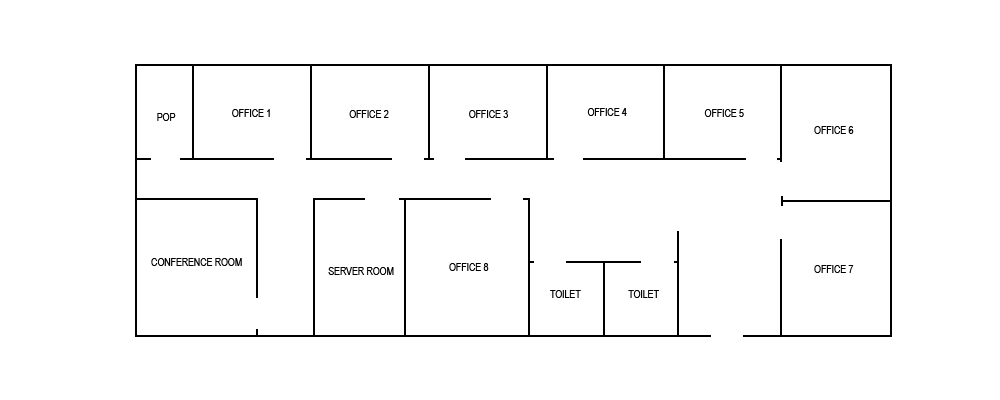 POP
OFFICE 1
OFFICE 2
OFFICE 3
OFFICE 4
OFFICE 5
OFFICE 6
CONFERENCE ROOM
SERVER ROOM
OFFICE 8
TOILET
TOILET
OFFICE 7